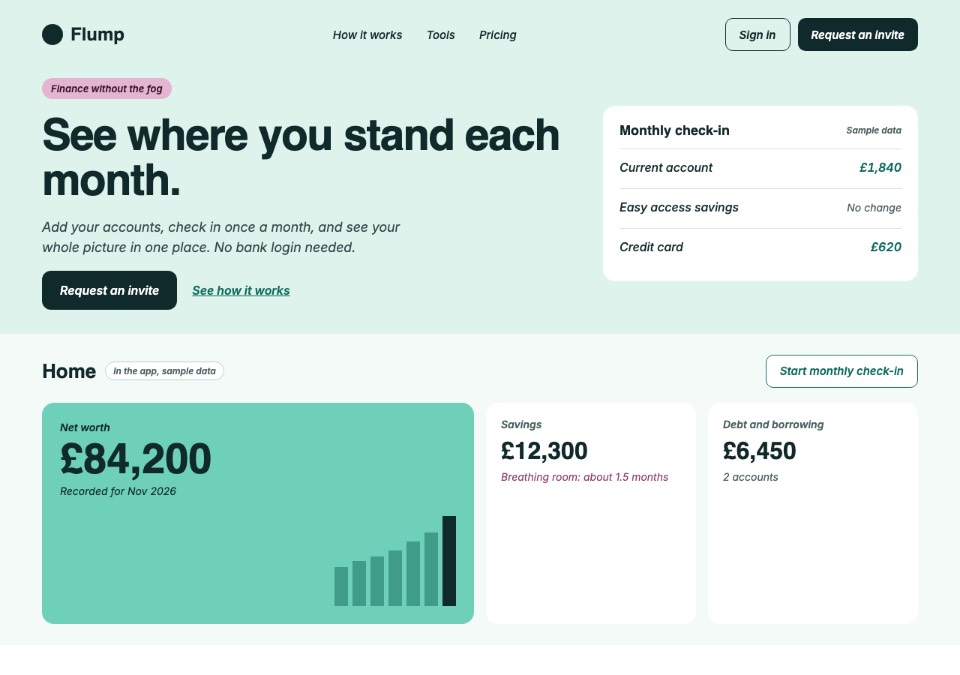 Flump
How it works
Tools
Pricing
Sign in
Request an invite
Finance without the fog
See where you stand each
month.
Add your accounts, check in once a month, and see your
whole picture in one place. No bank login needed.
Request an invite
See how it works
Monthly check-in
Sample data
Current account
£1,840
Easy access savings
No change
Credit card
£620
Home
in the app, sample data
Start monthly check-in
Net worth
£84,200
Recorded for Nov 2026
Savings
£12,300
Breathing room: about 1.5 months
Debt and borrowing
£6,450
2 accounts